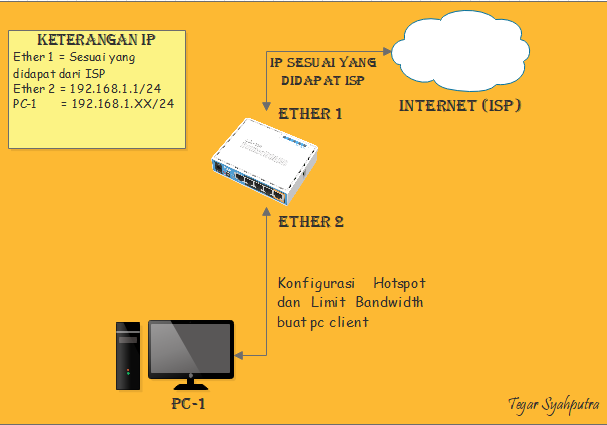 KETERANGAN IP
Ether 1 = Sesuai yang
didapat dari ISP
Ether 2 = 192.168.1.1/24
PC-1 = 192.168.1.XX/24
IP SESUAI YANG
DIDAPAT ISP
INTERNET (ISP)
ETHER 1
ETHER 2
Konfigurasi Hotspot
dan Limit Bandwidth
buat pc client
PC-1
Tegar Syahputra